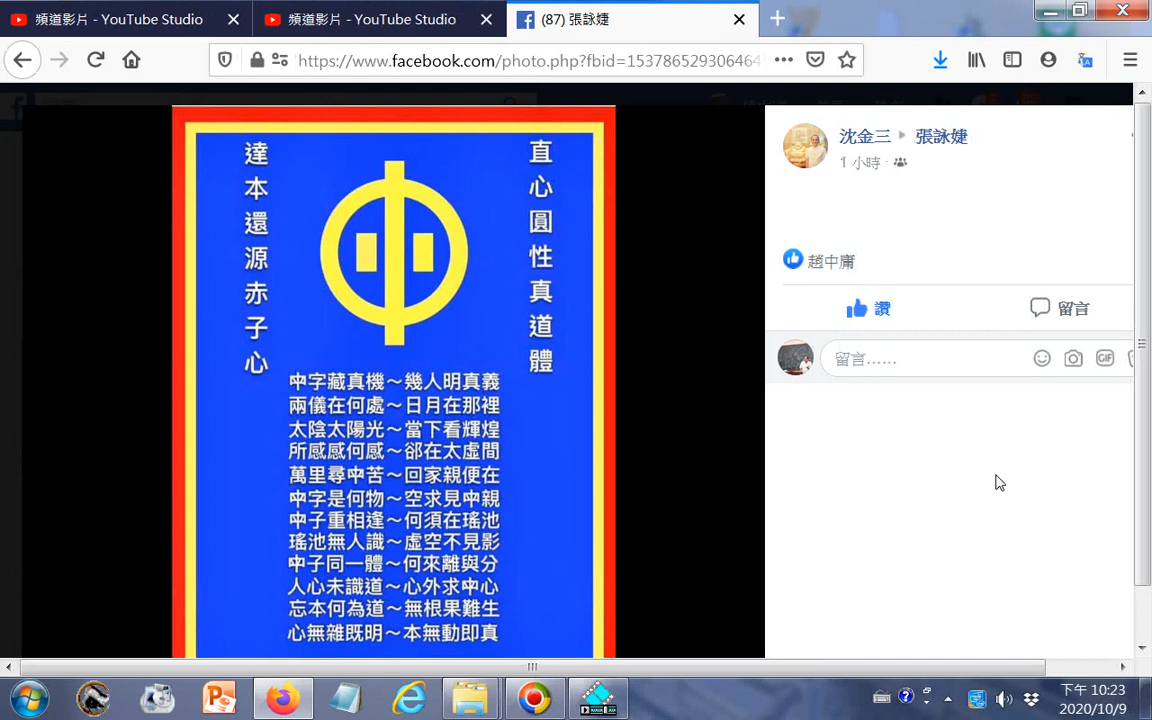 頻道影片 - YouTube Studio
頻道影片 - YouTube Studio
(87) 張詠婕
https://www.facebook.com/photo.php?fbid=153786529306464
直心圓性真道體
達本還源赤子心
中字藏真機～幾人明真義
兩儀在何處～日月在那裡
太陰太陽光～當下看輝煌
所感感何感～卻在太虛間
萬里尋中苦～回家親便在
中字是何物～空求見中親
中子重相逢～何須在瑤池
瑤池無人識～虛空不見影
中子同一體～何來離與分
人心未識道～心外求中心
忘本何為道～無根果難生
心無雜既明～本無動即真
沈金三 張詠婕
1 小時
趙中庸
讚
留言
留言……
GIF
下午 10:23
2020/10/9